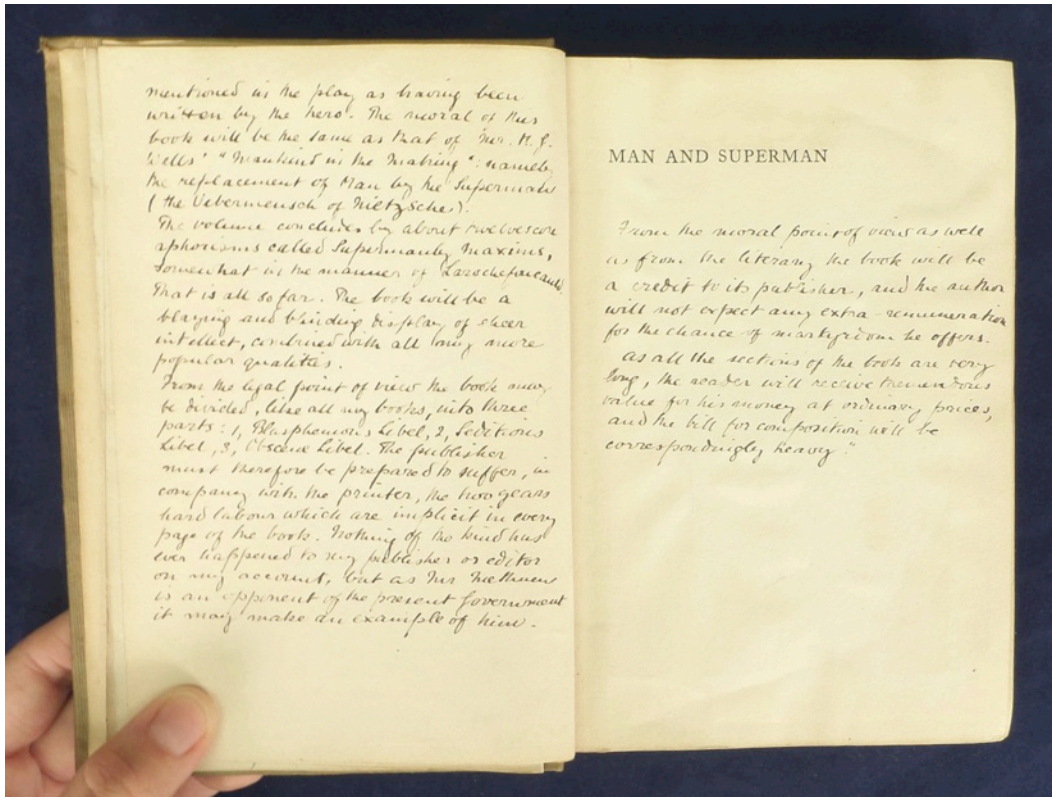 mentioned in the play as having been
written by the hero. The moral of this
book will be the same as that of Mr. H. G.
Wells' "Mankind in the Making": namely
the replacement of Man by the Superman
(the Uebermensch of Nietzsche).
The volume concludes by about twelvescore
aphorisms called Supermanly Maxims,
somewhat in the manner of Larochefoucauld.
That is all so far. The book will be a
blazing and blinding display of sheer
intellect, combined with all my more
popular qualities.
From the legal point of view the book may
be divided, like all my books, into three
parts: 1, Blasphemous Libel, 2, Seditious
Libel, 3, Obscene Libel. The publisher
must therefore be prepared to suffer, in
company with the printer, the two years
hard labour which are implicit in every
page of the book. Nothing of the kind has
ever happened to my publisher or editor
on my account, but as Mr Methuen
is an opponent of the present Government
it may make an example of him.
MAN AND SUPERMAN
From the moral point of view as well
as from the literary the book will be
a credit to its publisher, and the author
will not expect any extra-remuneration
for the chance of martyrdom he offers.
As all the sections of the book are very
long, the reader will receive tremendous
value for his money at ordinary prices,
and the bill for composition will be
correspondingly heavy."